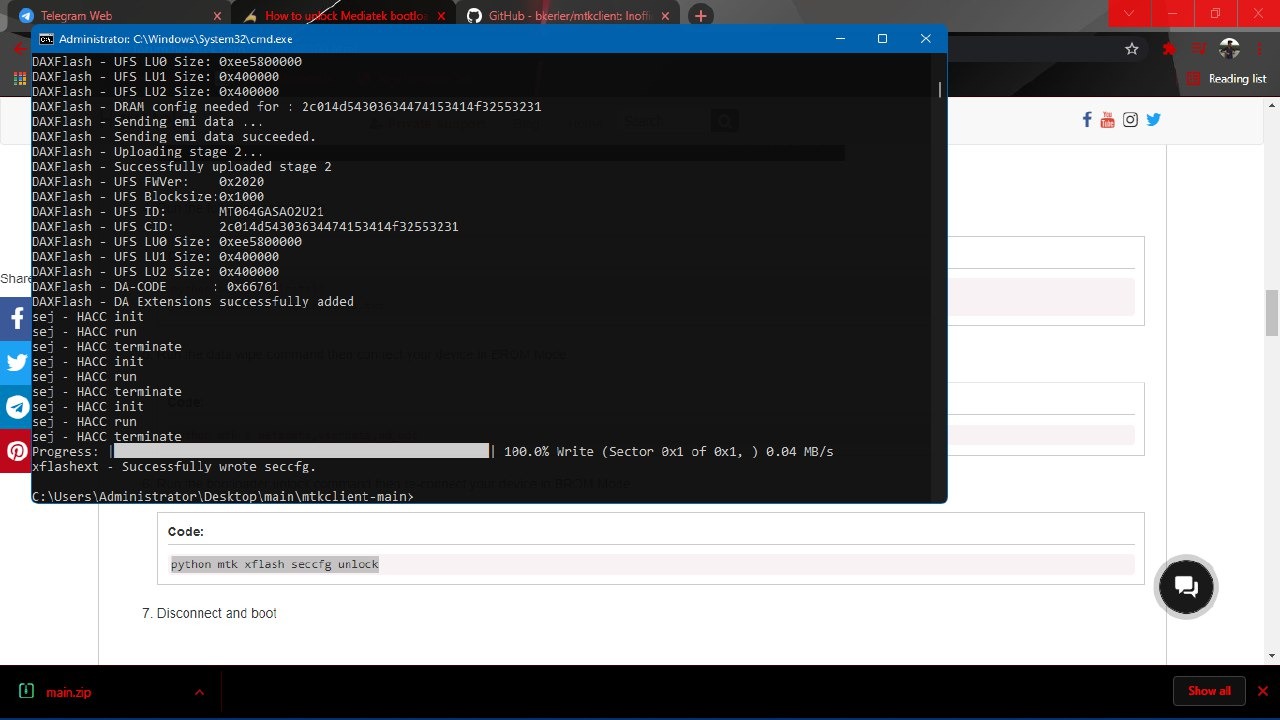 Telegram Web
How to unlock Mediatek bootloa
GitHub - bkerler/mtkclient: Inoffi
Administrator: C:\Windows\System32\cmd.exe
Reading list
DAXFlash - UFS LU0 Size: 0xee5800000
DAXFlash - UFS LU1 Size: 0x400000
DAXFlash - UFS LU2 Size: 0x400000
DAXFlash - DRAM config needed for : 2c014d54303634474153414f32553231
DAXFlash - Sending emi data ...
DAXFlash - Sending emi data succeeded.
DAXFlash - Uploading stage 2...
DAXFlash - Successfully uploaded stage 2
DAXFlash - UFS FWVer:    0x2020
DAXFlash - UFS Blocksize:0x1000
DAXFlash - UFS ID:       MT064GASAO2U21
DAXFlash - UFS CID:      2c014d54303634474153414f32553231
DAXFlash - UFS LU0 Size: 0xee5800000
DAXFlash - UFS LU1 Size: 0x400000
DAXFlash - UFS LU2 Size: 0x400000
DAXFlash - DA-CODE      : 0x66761
DAXFlash - DA Extensions successfully added
sej - HACC init
sej - HACC run
sej - HACC terminate
sej - HACC init
sej - HACC run
sej - HACC terminate
sej - HACC init
sej - HACC run
sej - HACC terminate
Progress: | | 100.0% Write (Sector 0x1 of 0x1, ) 0.04 MB/s
xflashext - Successfully wrote seccfg.
C:\Users\Administrator\Desktop\main\mtkclient-main>
Share
Code:
python mtk xflash seccfg unlock
7. Disconnect and boot
main.zip
Show all